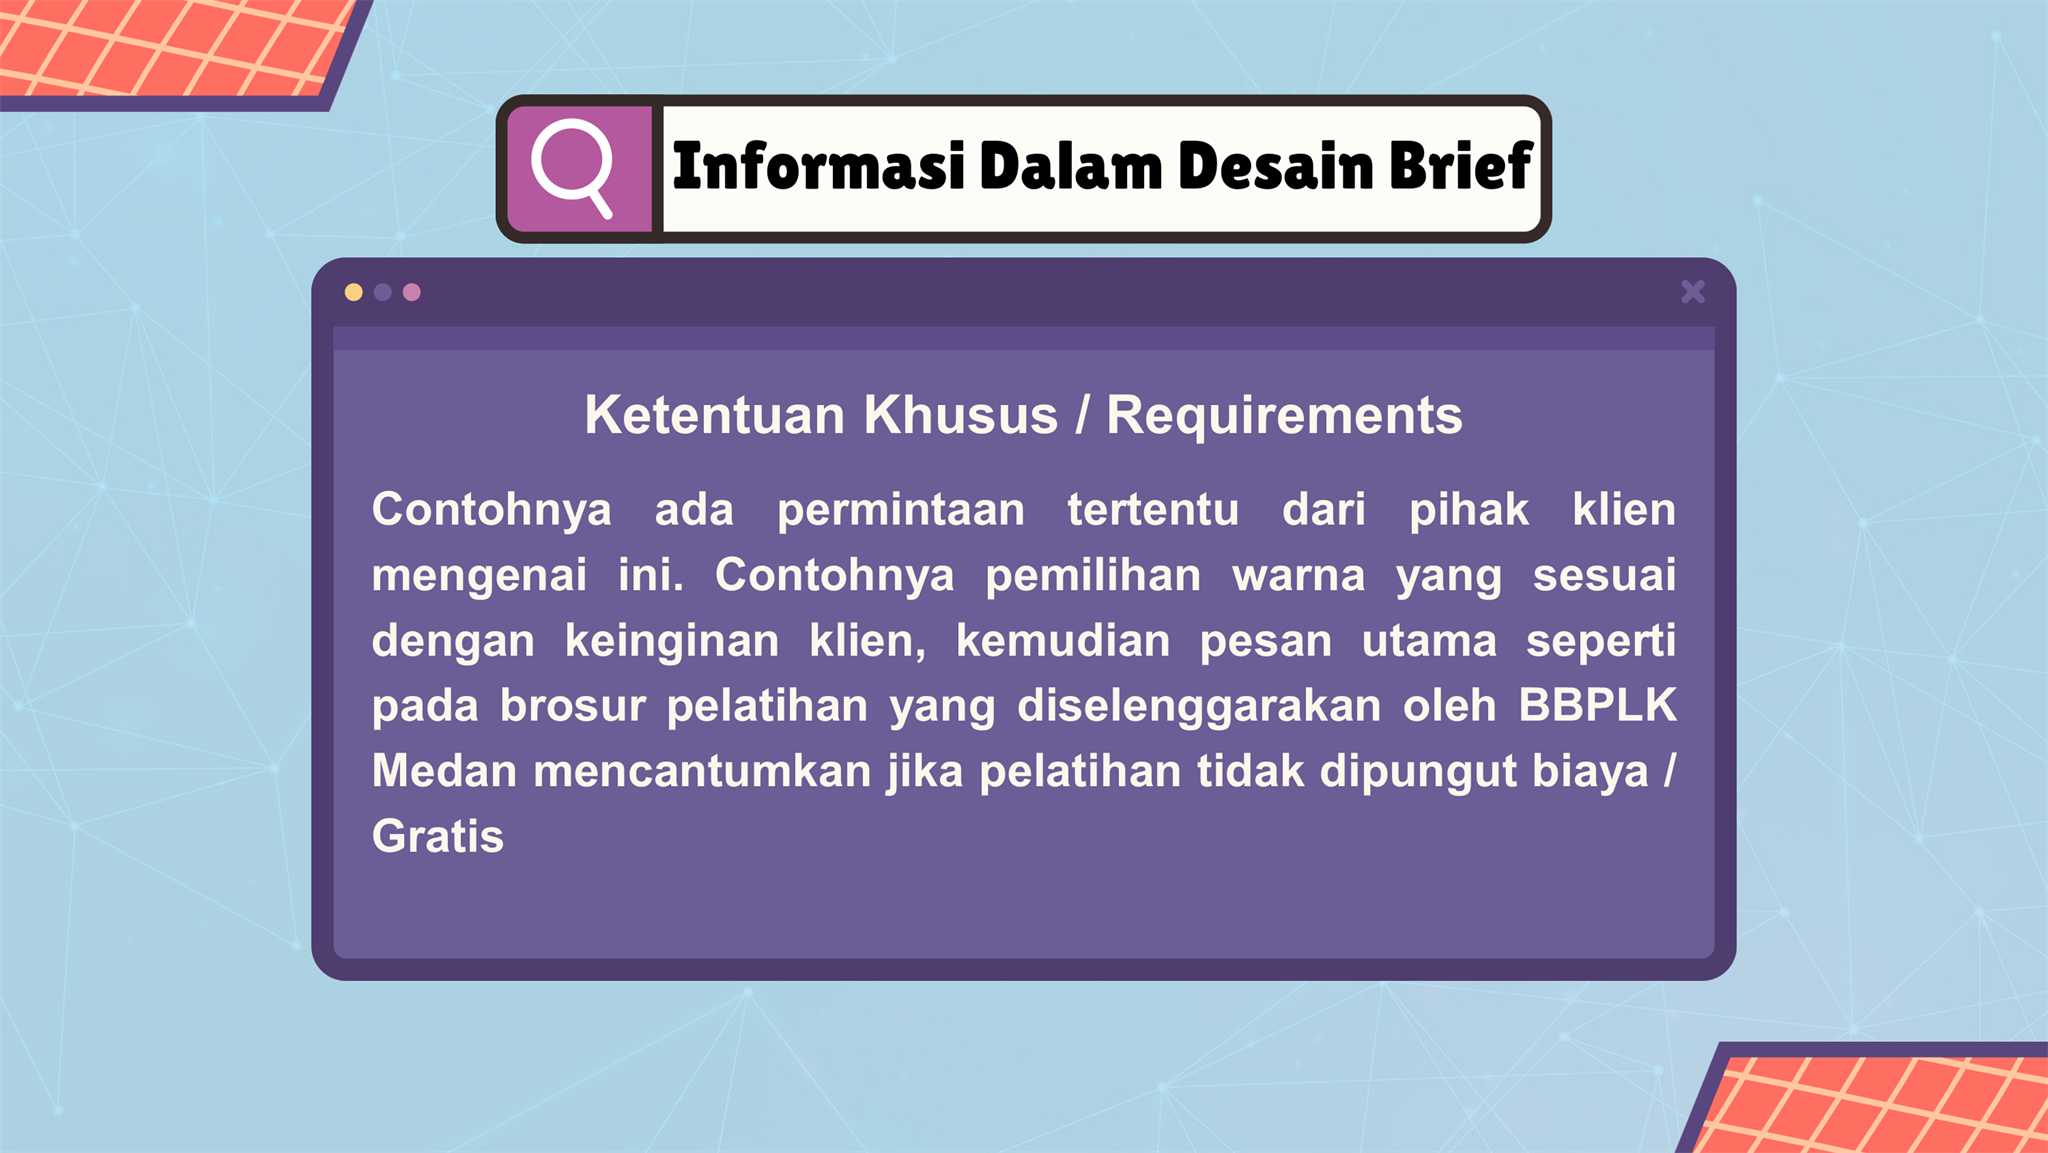 Informasi Dalam Desain Brief
Ketentuan Khusus / Requirements
Contohnya ada permintaan tertentu dari pihak klien
mengenai ini. Contohnya pemilihan warna yang sesuai
dengan keinginan klien, kemudian pesan utama seperti
pada brosur pelatihan yang diselenggarakan oleh BBPLK
Medan mencantumkan jika pelatihan tidak dipungut biaya /
Gratis